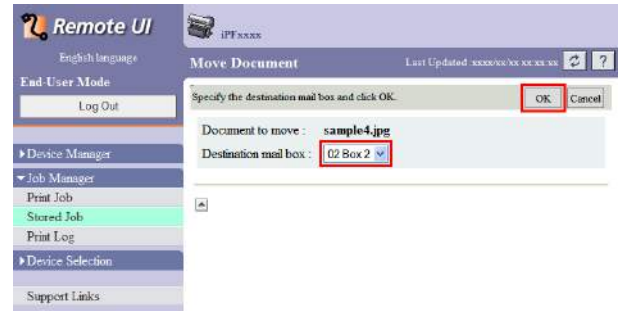 Remote UI
English language
End-User Mode
Log Out
Device Manager
Job Manager
Print Job
Stored Job
Print Log
Device Selection
Support Links
iPFxxxx
Move Document
Last Updated :xxxx/xx/xx xx:xx:xx
?
Specify the destination mail box and click OK.
OK
Cancel
Document to move : sample4.jpg
Destination mail box : 02 Box 2